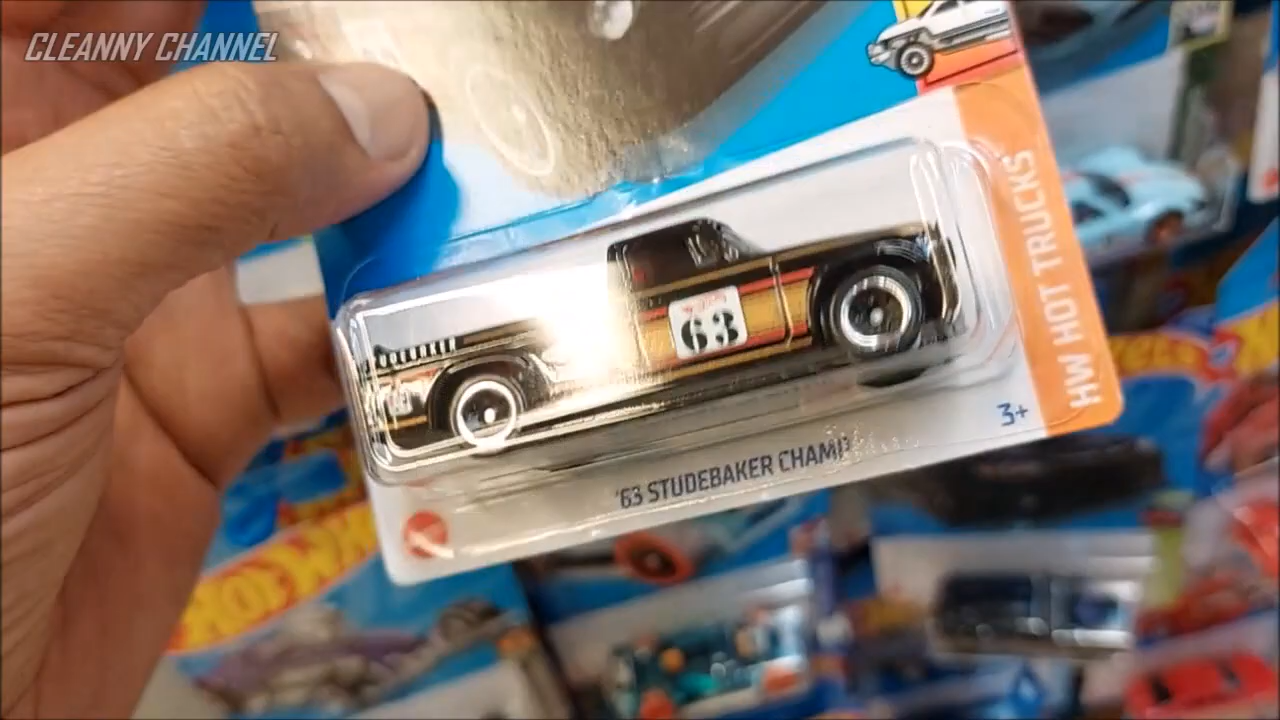 CLEANNY CHANNEL
HW HOT TRUCKS
63
'63 STUDEBAKER CHAMP
3+